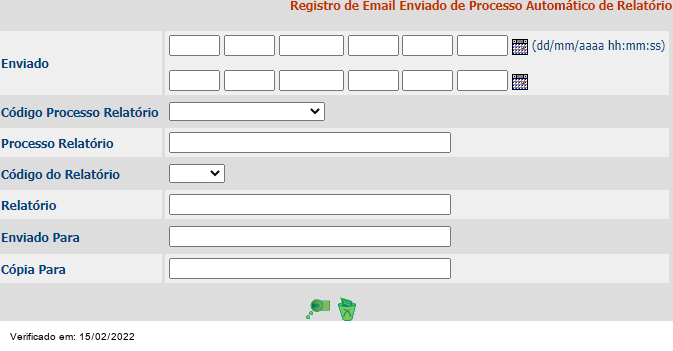 Registro de Email Enviado de Processo Automático de Relatório
Enviado
(dd/mm/aaaa hh:mm:ss)
Código Processo Relatório
Processo Relatório
Código do Relatório
Relatório
Enviado Para
Cópia Para
Verificado em: 15/02/2022